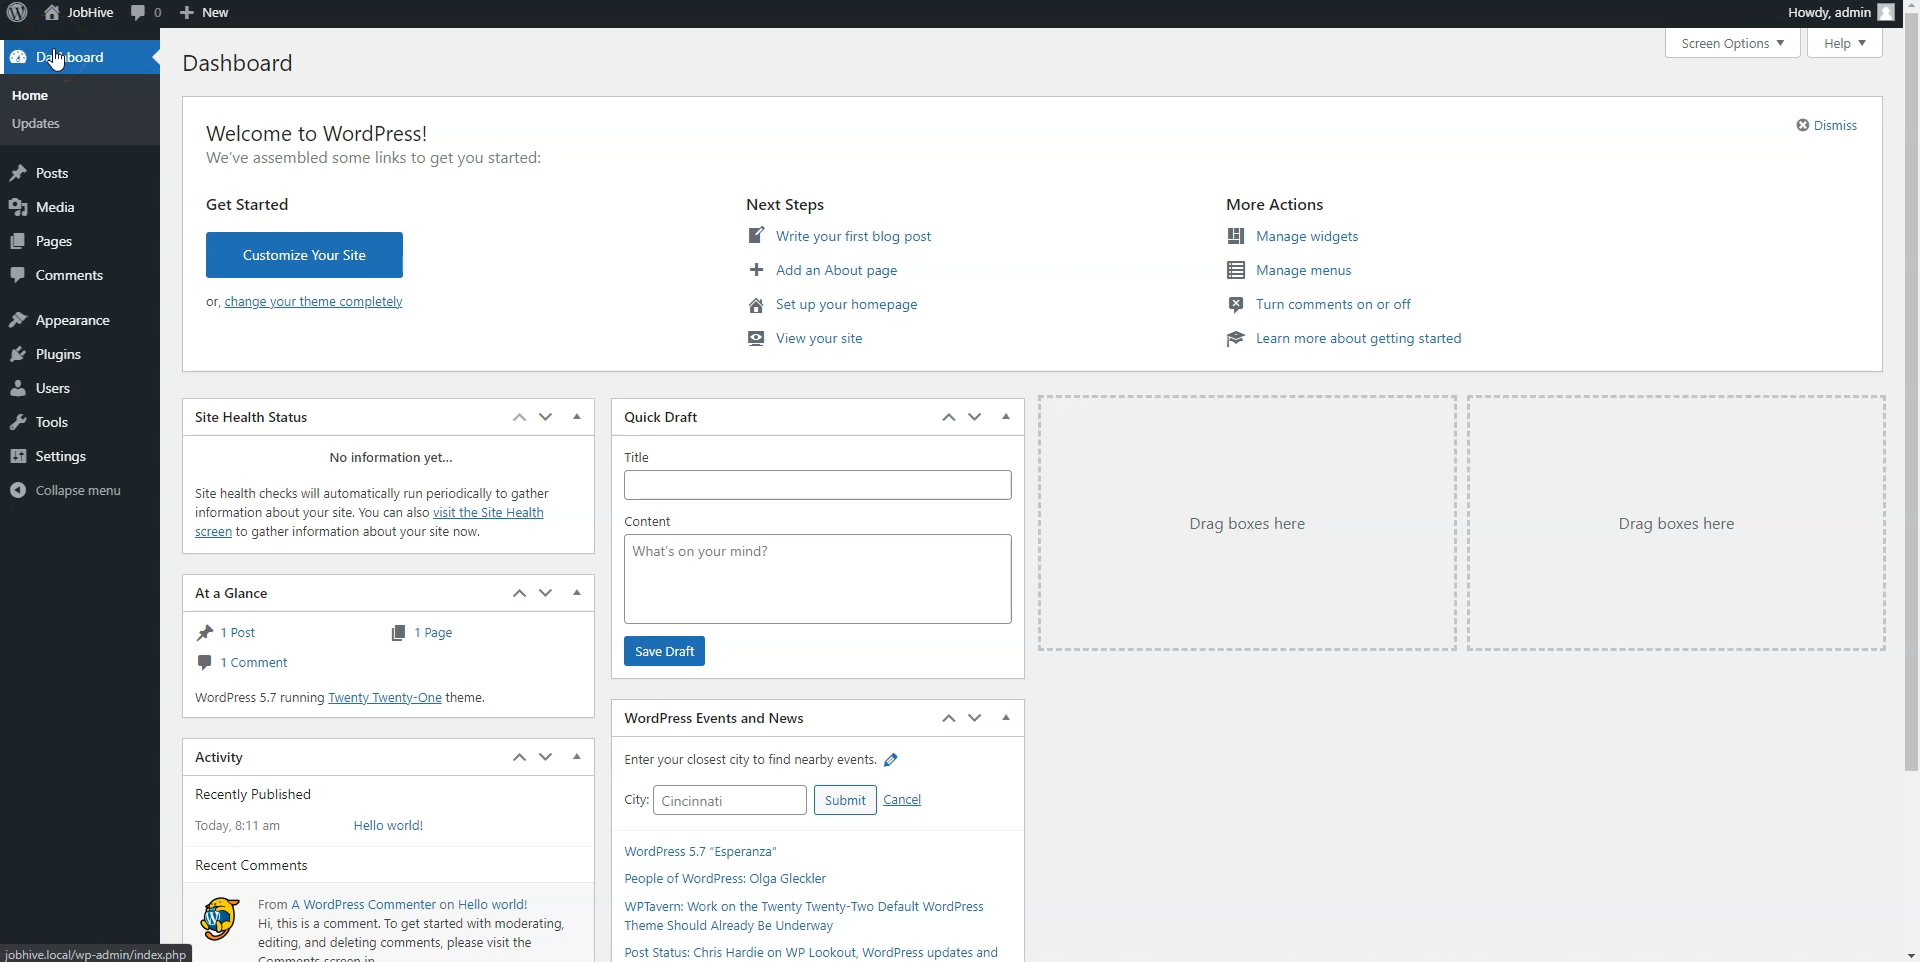 JobHive
0
New
Howdy, admin
Dashboard
Home
Updates
Posts
Media
Pages
Comments
Appearance
Plugins
Users
Tools
Settings
Collapse menu
Dashboard
Screen Options
Help
Welcome to WordPress!
We've assembled some links to get you started:
Dismiss
Get Started
Customize Your Site
or, change your theme completely
Next Steps
Write your first blog post
Add an About page
Set up your homepage
View your site
More Actions
Manage widgets
Manage menus
Turn comments on or off
Learn more about getting started
Site Health Status
No information yet...
Site health checks will automatically run periodically to gather
information about your site. You can also visit the Site Health
screen to gather information about your site now.
At a Glance
1 Post
1 Page
1 Comment
WordPress 5.7 running Twenty Twenty-One theme.
Activity
Recently Published
Today, 8:11 am
Hello world!
Recent Comments
From A WordPress Commenter on Hello world!
Hi, this is a comment. To get started with moderating,
editing, and deleting comments, please visit the
Comments screen in
Quick Draft
Title
Content
What's on your mind?
Save Draft
WordPress Events and News
Enter your closest city to find nearby events.
City:
Cincinnati
Submit
Cancel
WordPress 5.7 "Esperanza"
People of WordPress: Olga Gleckler
WPTavern: Work on the Twenty Twenty-Two Default WordPress
Theme Should Already Be Underway
Post Status: Chris Hardie on WP Lookout, WordPress updates and
Drag boxes here
Drag boxes here
jobhive.local/wp-admin/index.php